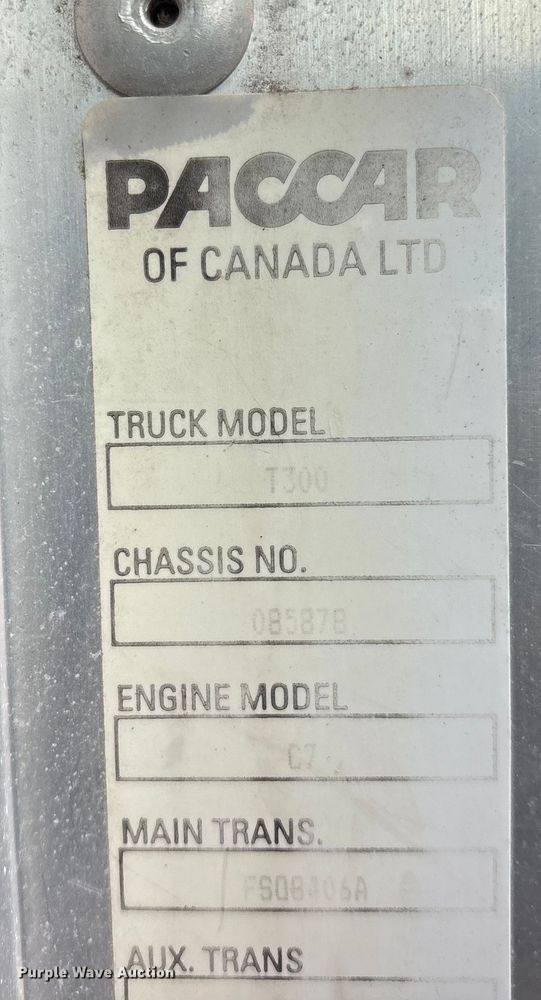 PACCAR
OF CANADA LTD
TRUCK MODEL
T300
CHASSIS NO.
ENGINE MODEL
C7
MAIN TRANS.
FS08406A
AUX. TRANS
Purple Wave Auction